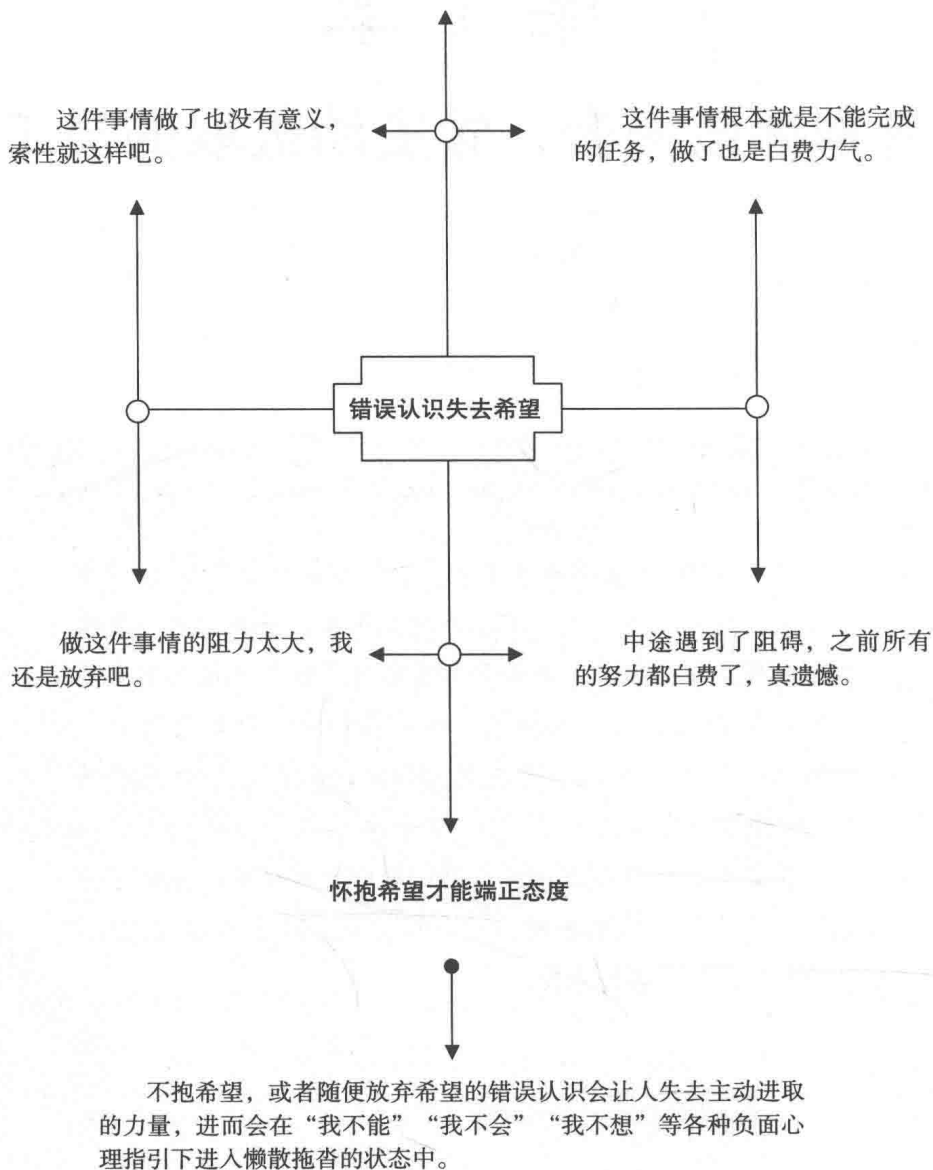 这件事情做了也没有意义，
索性就这样吧。
这件事情根本就是不能完成
的任务，做了也是白费力气。
错误认识失去希望
做这件事情的阻力太大，我
还是放弃吧。
中途遇到了阻碍，之前所有
的努力都白费了，真遗憾。
怀抱希望才能端正态度
不抱希望，或者随便放弃希望的错误认识会让人失去主动进取
的力量，进而会在“我不能”“我不会”“我不想”等各种负面心
理指引下进入懒散拖沓的状态中。